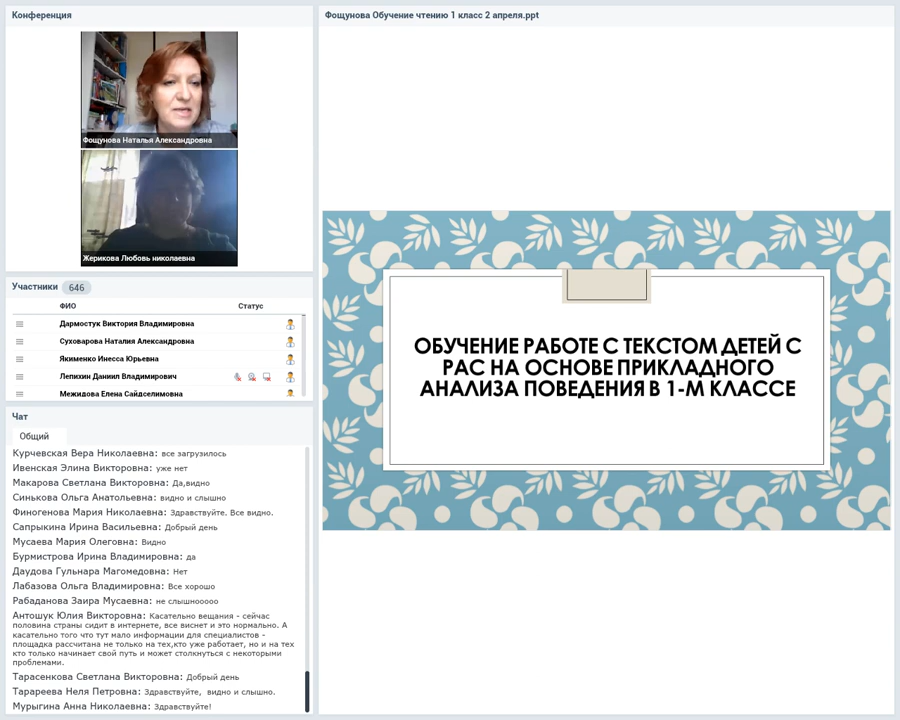 Конференция
Фощунова Наталья Александровна
Жерикова Любовь николаевна
Участники 646
ФИО Статус
Дармостук Виктория Владимировна
Суховарова Наталия Александровна
Якименко Инесса Юрьевна
Лепихин Даниил Владимирович
Межидова Елена Сайдселимовна
Чат
Общий
Курчевская Вера Николаевна: все загрузилось
Ивенская Элина Викторовна: уже нет
Макарова Светлана Викторовна: Да,видно
Синькова Ольга Анатольевна: видно и слышно
Финогенова Мария Николаевна: Здравствуйте. Все видно.
Сапрыкина Ирина Васильевна: Добрый день
Мусаева Мария Олеговна: Видно
Бурмистрова Ирина Владимировна: да
Даудова Гульнара Магомедовна: Нет
Лабазова Ольга Владимировна: Все хорошо
Рабаданова Заира Мусаевна: не слышнооооо
Антошук Юлия Викторовна: Касательно вещания - сейчас
половина страны сидит в интернете, все виснет и это нормально. А
касательно того что тут мало информации для специалистов -
площадка рассчитана не только на тех,кто уже работает, но и на тех
кто только начинает свой путь и может столкнуться с некоторыми
проблемами.
Тарасенкова Светлана Викторовна: Добрый день
Тарареева Неля Петровна: Здравствуйте, видно и слышно.
Мурыгина Анна Николаевна: Здравствуйте!
Фощунова Обучение чтению 1 класс 2 апреля.ppt
ОБУЧЕНИЕ РАБОТЕ С ТЕКСТОМ ДЕТЕЙ С
РАС НА ОСНОВЕ ПРИКЛАДНОГО
АНАЛИЗА ПОВЕДЕНИЯ В 1-М КЛАССЕ